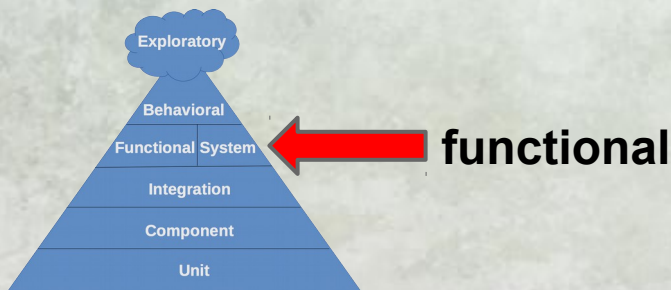 Exploratory
Behavioral
Functional System
functional
Integration
Component
Unit